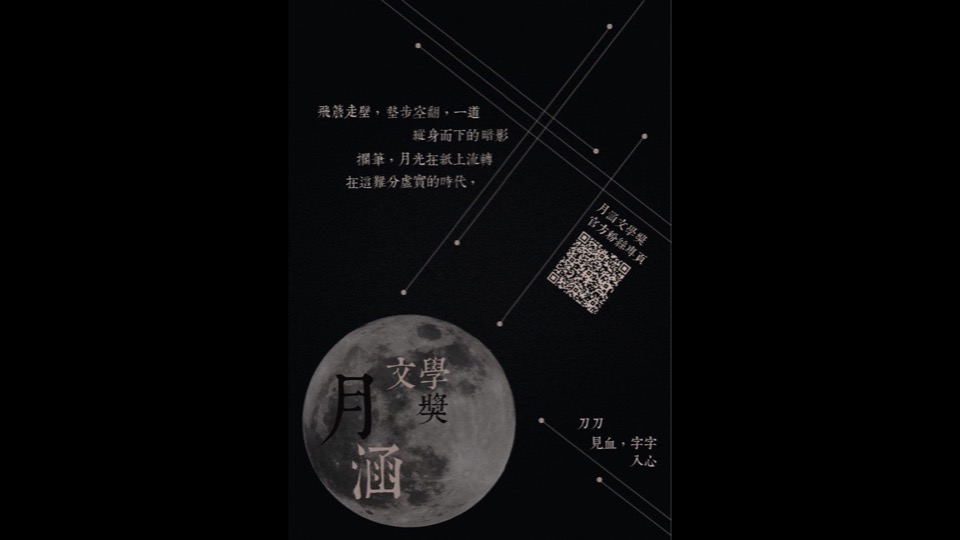 飛簷走壁，墊步空翻，一道
縱身而下的暗影
擱筆，月光在紙上流轉
在這難分虛實的時代，
月涵文學獎
官方粉絲專頁
月涵
文學獎
刀刀
見血，字字
入心